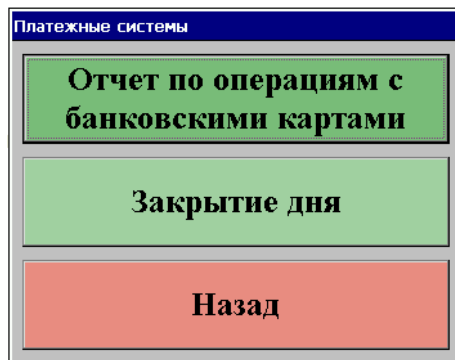 Платежные системы
Отчет по операциям с
банковскими картами
Закрытие дня
Назад